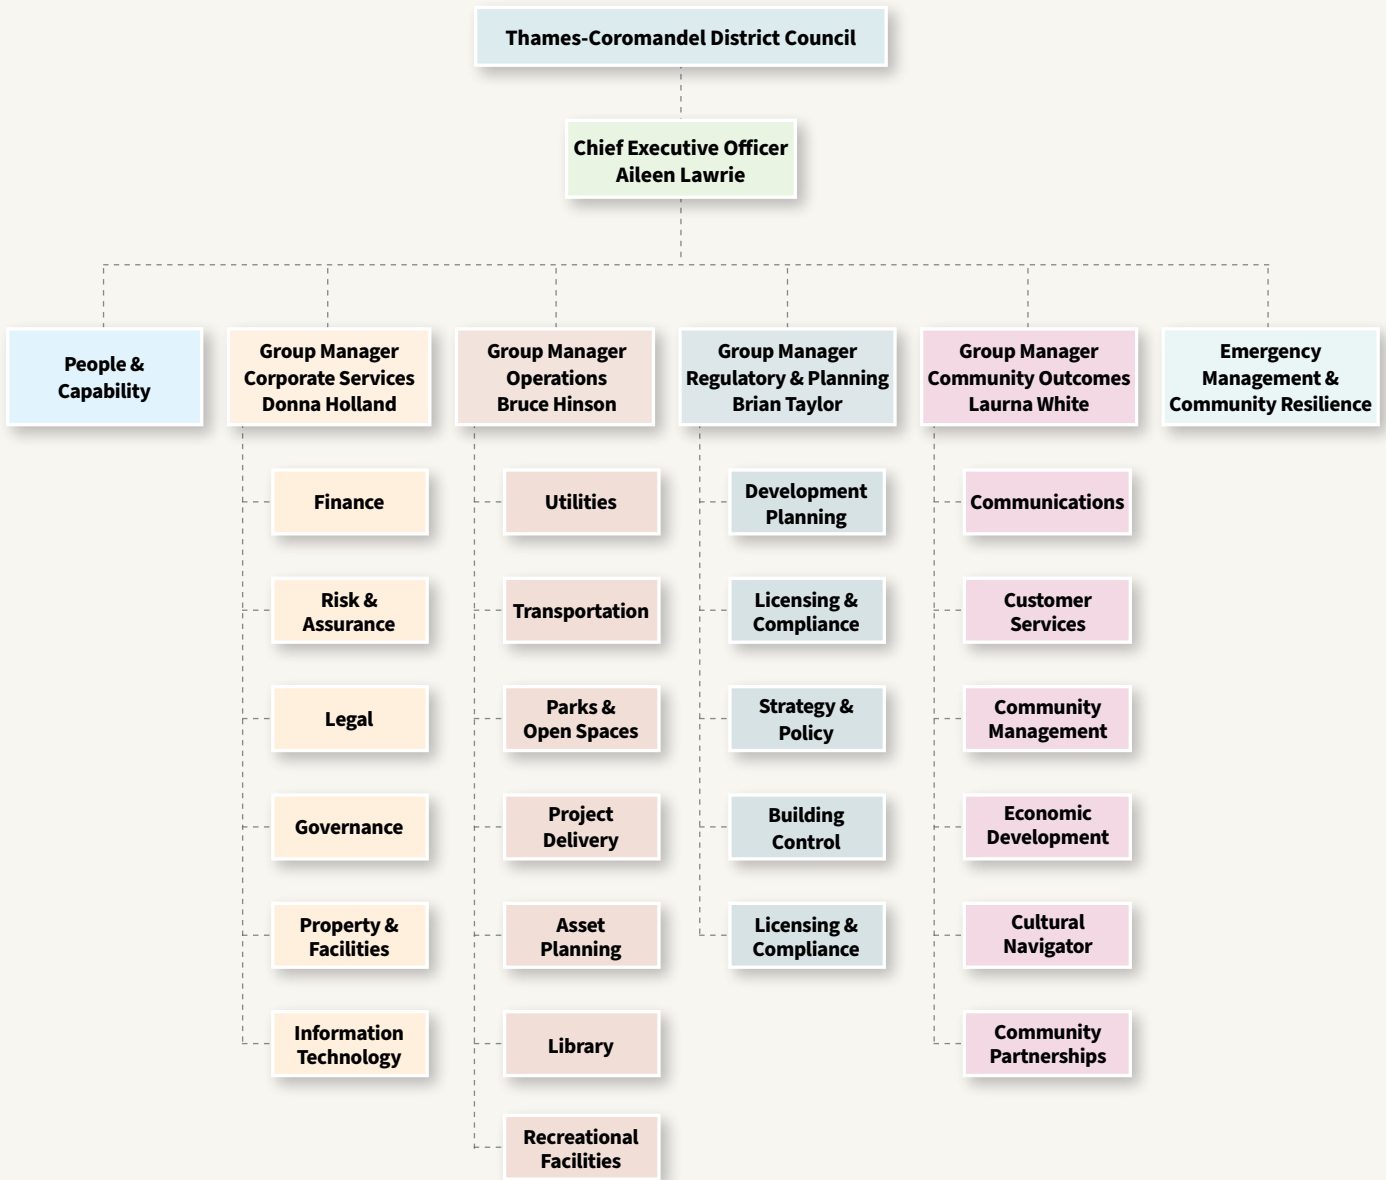 Thames-Coromandel District Council
Chief Executive Officer
Aileen Lawrie
People &
Capability
Group Manager
Corporate Services
Donna Holland
Group Manager
Operations
Bruce Hinson
Group Manager
Regulatory & Planning
Brian Taylor
Group Manager
Community Outcomes
Laurna White
Emergency
Management &
Community Resilience
Finance
Risk &
Assurance
Legal
Governance
Property &
Facilities
Information
Technology
Utilities
Transportation
Parks &
Open Spaces
Project
Delivery
Asset
Planning
Library
Recreational
Facilities
Development
Planning
Licensing &
Compliance
Strategy &
Policy
Building
Control
Licensing &
Compliance
Communications
Customer
Services
Community
Management
Economic
Development
Cultural
Navigator
Community
Partnerships